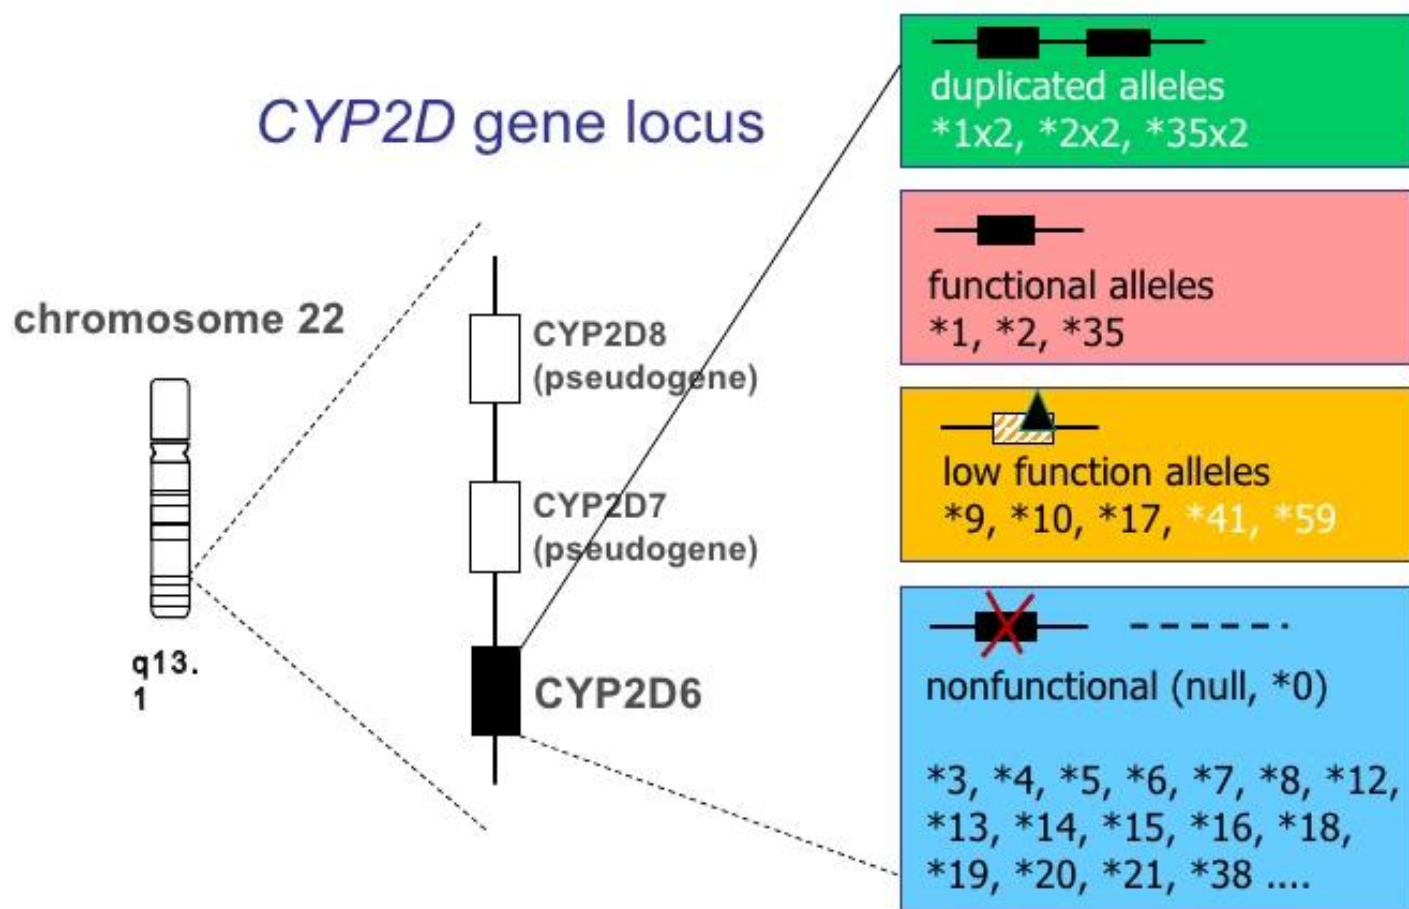 CYP2D gene locus
chromosome 22
q13.
1
CYP2D8
(pseudogene)
CYP2D7
(pseudogene)
CYP2D6
duplicated alleles
*1x2, *2x2, *35x2
functional alleles
*1, *2, *35
low function alleles
*9, *10, *17, *41, *59
nonfunctional (null, *0)
*3, *4, *5, *6, *7, *8, *12,
*13, *14, *15, *16, *18,
*19, *20, *21, *38 ....